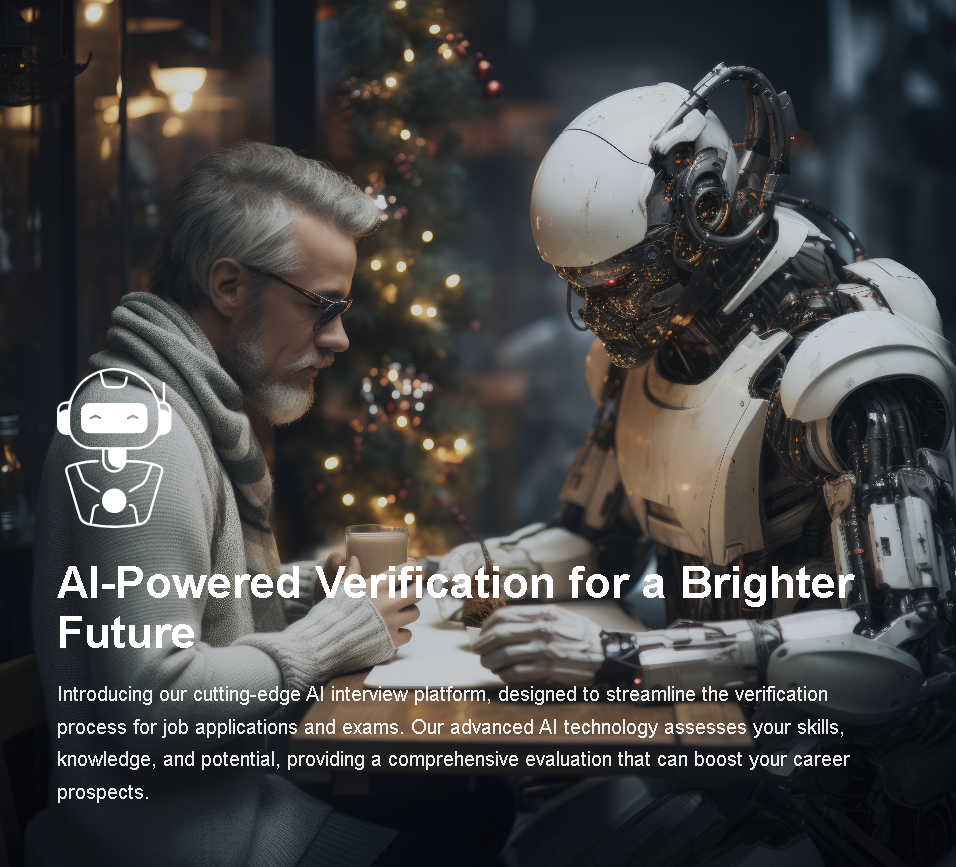 AI-Powered Verification for a Brighter
Future
Introducing our cutting-edge AI interview platform, designed to streamline the verification
process for job applications and exams. Our advanced AI technology assesses your skills,
knowledge, and potential, providing a comprehensive evaluation that can boost your career
prospects.